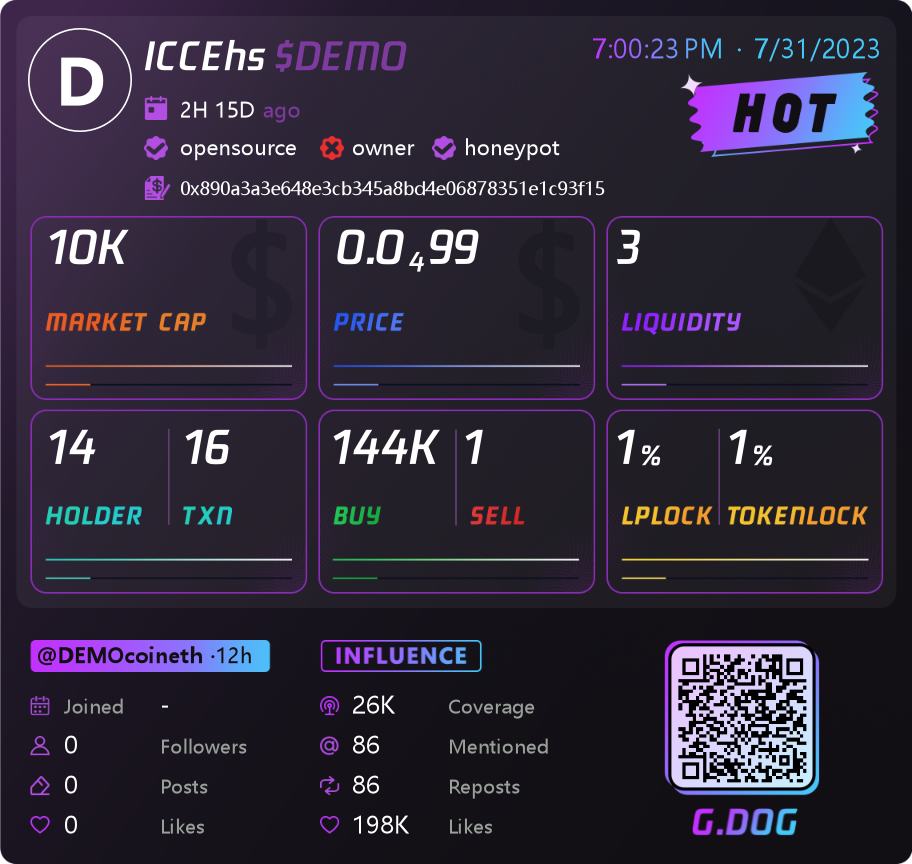 D
ICCEhs $DEMO
7:00:23 PM · 7/31/2023
2H 15D ago
HOT
opensource owner honeypot
0x890a3a3e648e3cb345a8bd4e06878351e1c93f15
10K
MARKET CAP
0.0₄99
PRICE
3
LIQUIDITY
14 16
HOLDER TXN
144K 1
BUY SELL
1% 1%
LPLOCK TOKENLOCK
@DEMOcoineth ·12h
Joined -
0 Followers
0 Posts
0 Likes
INFLUENCE
26K Coverage
86 Mentioned
86 Reposts
198K Likes
G.DOG